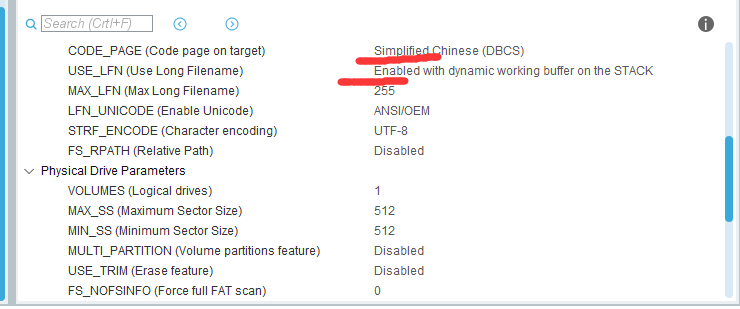 Search (Crtl+F)
CODE_PAGE (Code page on target) Simplified Chinese (DBCS)
USE_LFN (Use Long Filename) Enabled with dynamic working buffer on the STACK
MAX_LFN (Max Long Filename) 255
LFN_UNICODE (Enable Unicode) ANSI/OEM
STRF_ENCODE (Character encoding) UTF-8
FS_RPATH (Relative Path) Disabled
Physical Drive Parameters
VOLUMES (Logical drives) 1
MAX_SS (Maximum Sector Size) 512
MIN_SS (Minimum Sector Size) 512
MULTI_PARTITION (Volume partitions feature) Disabled
USE_TRIM (Erase feature) Disabled
FS_NOFSINFO (Force full FAT scan) 0